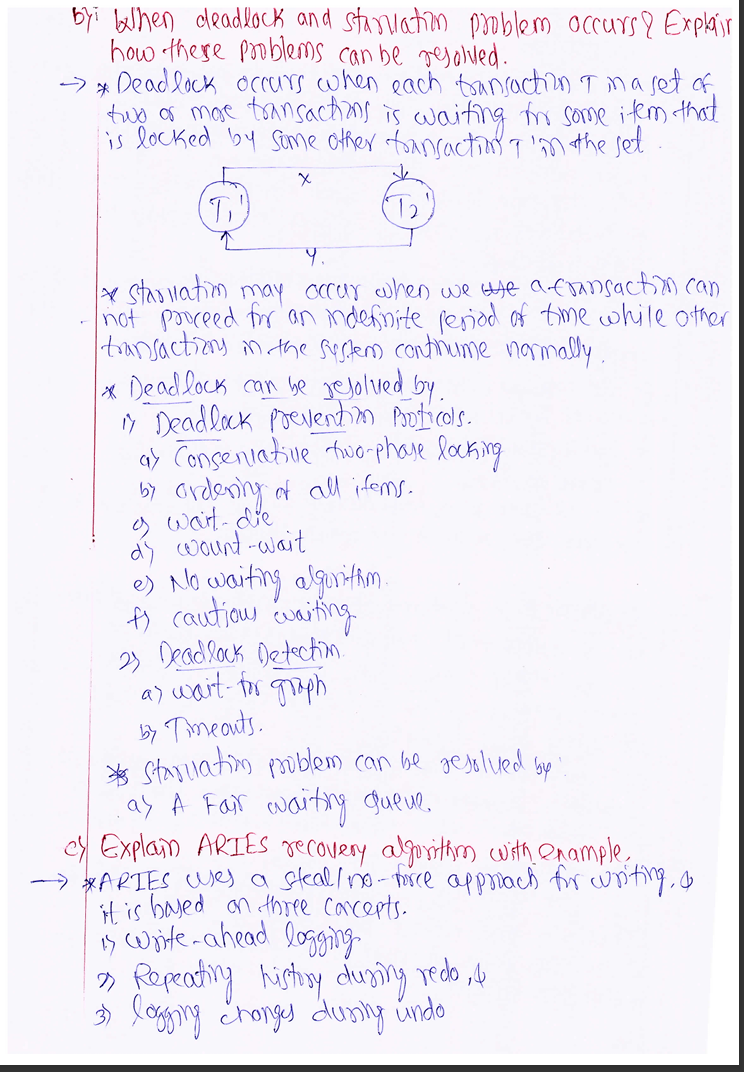 b): When deadlock and starvation problem occurs? Explain
how these problems can be resolved.
→ * Deadlock occurs when each transaction T in a set of
two or more transactions is waiting for some item that
is locked by some other transaction T' in the set.
X
T1' T2'
Y.
* starvation may occur when we use a transaction can
not proceed for an indefinite period of time while other
transactions in the system continume normally.
* Deadlock can be resolved by.
1) Deadlock prevention Proticols.
a) Conservative two-phase locking
b) ordering of all items.
c) wait-die
d) wount-wait
e) No waiting algorithm.
f) cautious waiting
2) Deadlock Detection.
a) wait-for graph
b) Timeouts.
* starvation problem can be resolved by:
a) A Fair waiting Queue.
c) Explain ARIES recovery algorithm with example.
→ * ARIES uses a steal/no-force approach for writing, &
it is based on three concepts.
1) Write-ahead logging
2) Repeating history during redo, &
3) logging changes during undo